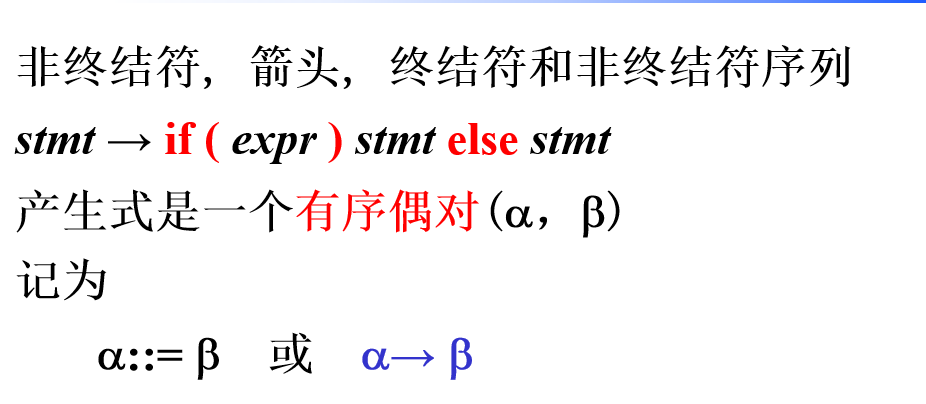 非终结符，箭头，终结符和非终结符序列
stmt → if ( expr ) stmt else stmt
产生式是一个有序偶对(α，β)
记为
α::= β 或 α→ β